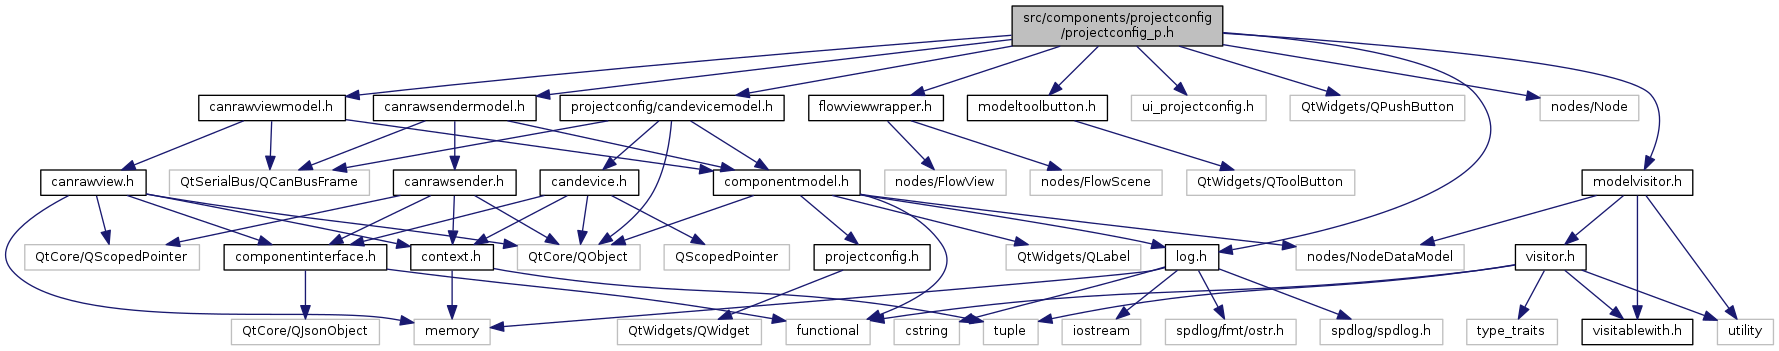 src/components/projectconfig
/projectconfig_p.h
canrawviewmodel.h
canrawsendermodel.h
projectconfig/candevicemodel.h
flowviewwrapper.h
modeltoolbutton.h
ui_projectconfig.h
QtWidgets/QPushButton
nodes/Node
canrawview.h
QtSerialBus/QCanBusFrame
canrawsender.h
candevice.h
componentmodel.h
nodes/FlowView
nodes/FlowScene
QtWidgets/QToolButton
modelvisitor.h
QtCore/QScopedPointer
componentinterface.h
context.h
QtCore/QObject
QScopedPointer
projectconfig.h
QtWidgets/QLabel
log.h
nodes/NodeDataModel
visitor.h
QtCore/QJsonObject
memory
QtWidgets/QWidget
functional
cstring
tuple
iostream
spdlog/fmt/ostr.h
spdlog/spdlog.h
type_traits
visitablewith.h
utility